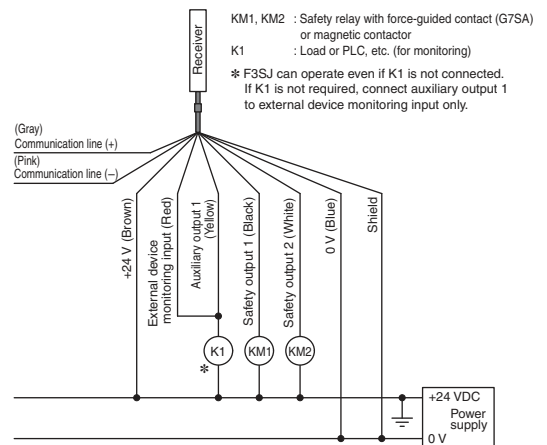 Receiver
KM1, KM2 : Safety relay with force-guided contact (G7SA)
or magnetic contactor
K1 : Load or PLC, etc. (for monitoring)
* F3SJ can operate even if K1 is not connected.
If K1 is not required, connect auxiliary output 1
to external device monitoring input only.
(Gray)
Communication line (+)
(Pink)
Communication line (−)
+24 V (Brown)
External device
monitoring input (Red)
Auxiliary output 1
(Yellow)
Safety output 1 (Black)
Safety output 2 (White)
0 V (Blue)
Shield
K1
*
KM1
KM2
+24 VDC
Power
supply
0 V